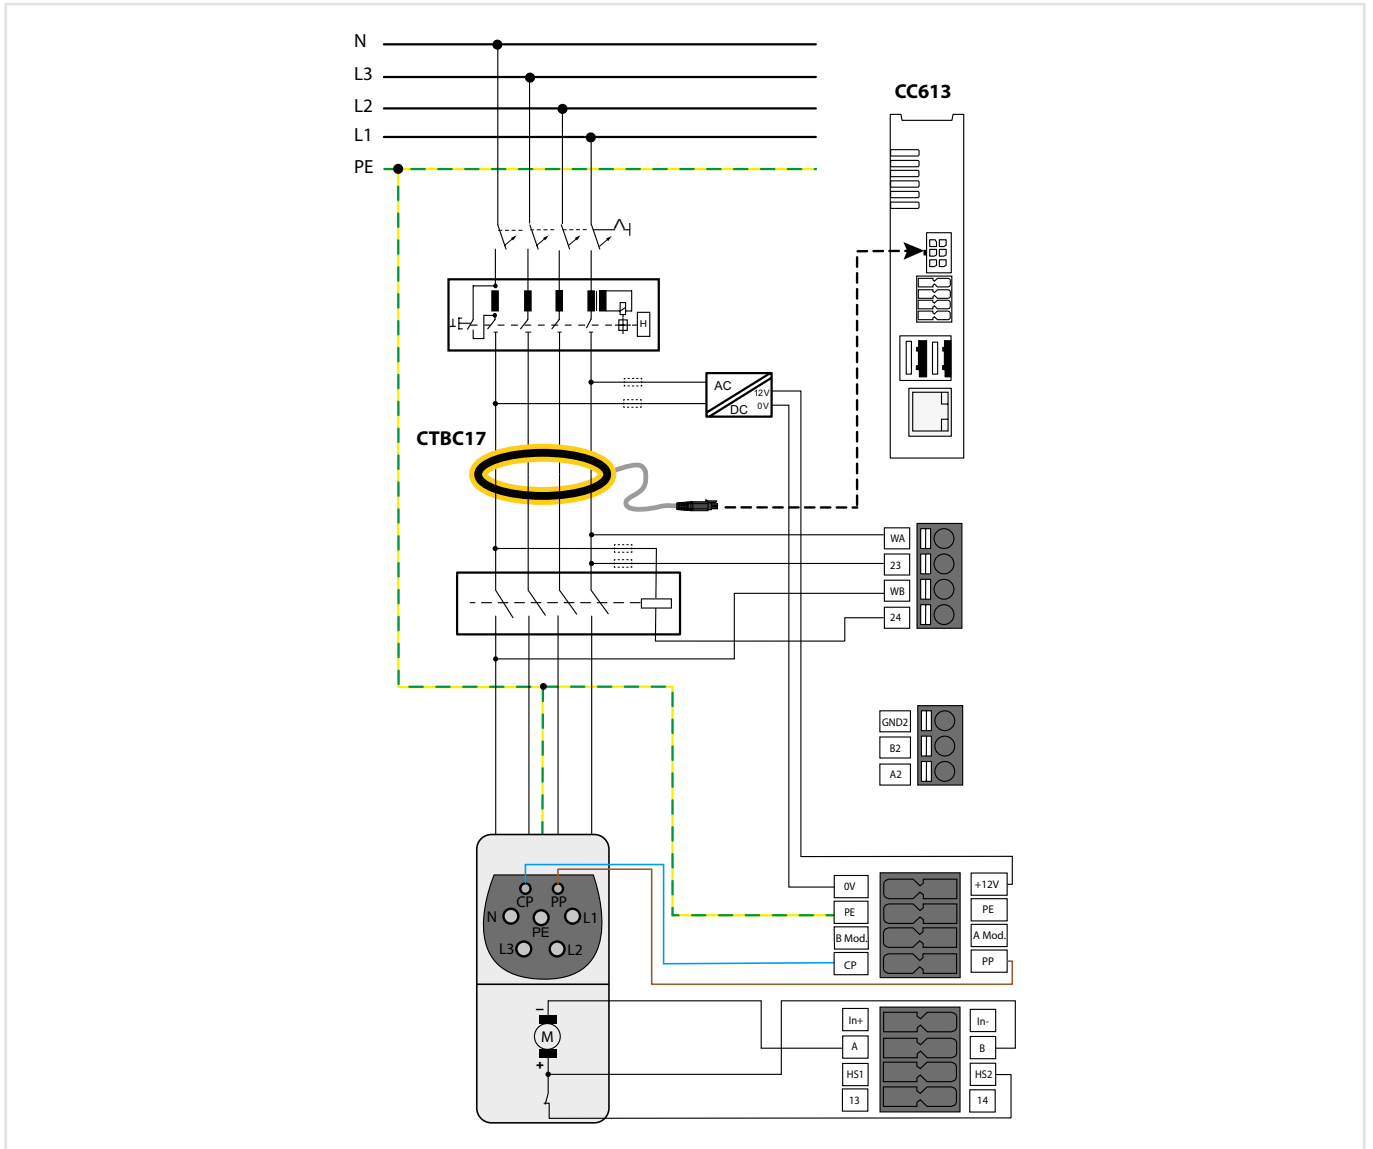 N
L3
L2
L1
PE
CC613
H
AC
DC
12V
0V
CTBC17
WA
23
WB
24
GND2
B2
A2
0V
+12V
PE
PE
B Mod.
A Mod.
CP
PP
CP
PP
N
L1
PE
L3
L2
–
M
+
In+
In-
A
B
HS1
HS2
13
14